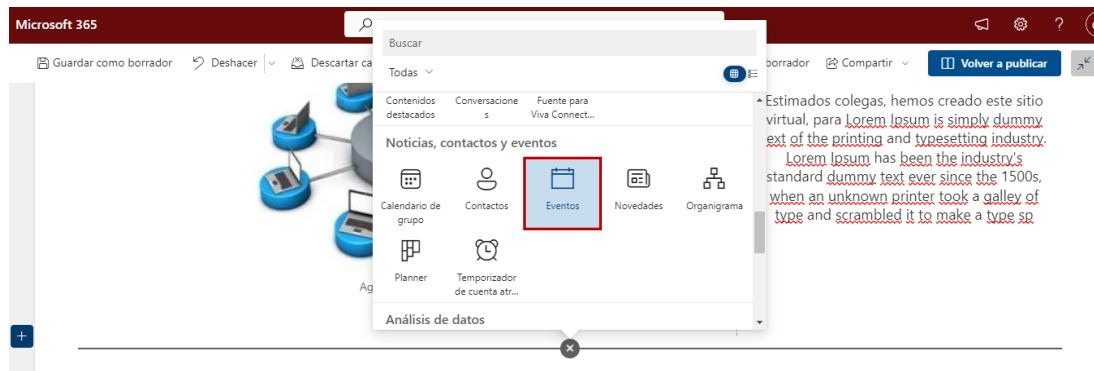 Microsoft 365
Guardar como borrador
Deshacer
Descartar ca
borrador
Compartir
Volver a publicar
Buscar
Todas
Contenidos
destacados
Conversacione
s
Fuente para
Viva Connect...
Noticias, contactos y eventos
Calendario de
grupo
Contactos
Eventos
Novedades
Organigrama
Planner
Temporizador
de cuenta atr...
Análisis de datos
Ag
Estimados colegas, hemos creado este sitio
virtual, para Lorem Ipsum is simply dummy
ext of the printing and typesetting industry.
Lorem Ipsum has been the industry's
standard dummy text ever since the 1500s,
when an unknown printer took a galley of
type and scrambled it to make a type sp